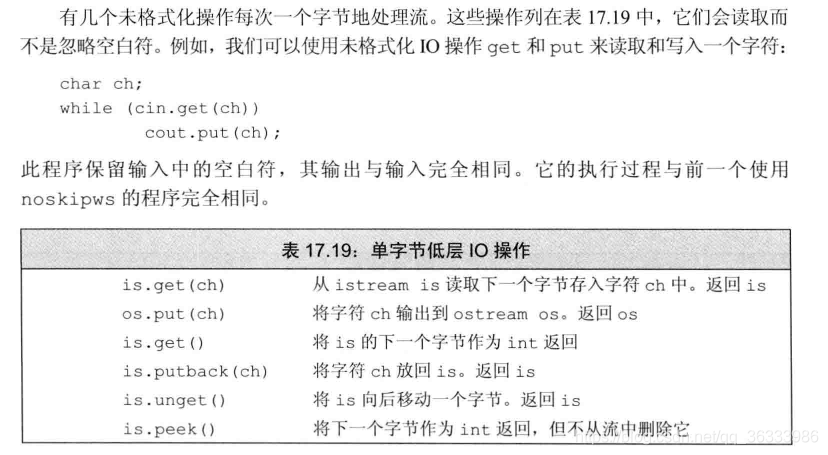 有几个未格式化操作每次一个字节地处理流。这些操作列在表 17.19 中，它们会读取而
不是忽略空白符。例如，我们可以使用未格式化 IO 操作 get 和 put 来读取和写入一个字符：
char ch;
while (cin.get(ch))
cout.put(ch);
此程序保留输入中的空白符，其输出与输入完全相同。它的执行过程与前一个使用
noskipws 的程序完全相同。
表 17.19：单字节低层 IO 操作
is.get(ch) 从 istream is 读取下一个字节存入字符 ch 中。返回 is
os.put(ch) 将字符 ch 输出到 ostream os。返回 os
is.get() 将 is 的下一个字节作为 int 返回
is.putback(ch) 将字符 ch 放回 is。返回 is
is.unget() 将 is 向后移动一个字节。返回 is
is.peek() 将下一个字节作为 int 返回，但不从流中删除它